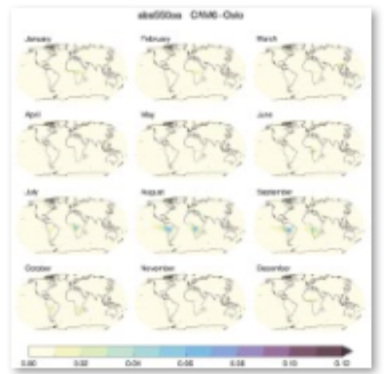 abs550aa CAM6-Oslo
January February March
April May June
July August September
October November December
0.00 0.02 0.04 0.06 0.08 0.10 0.12